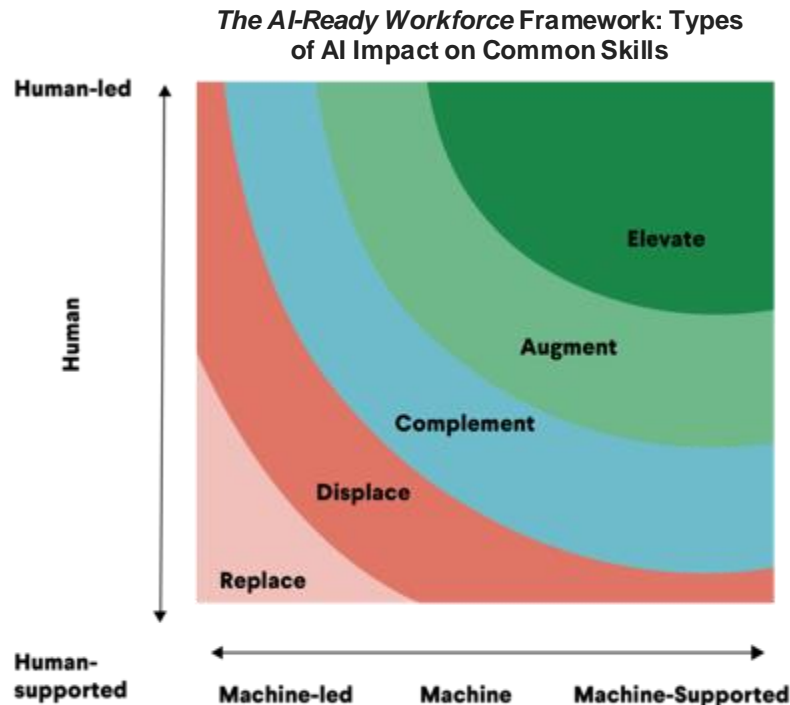 The AI-Ready Workforce Framework: Types
of AI Impact on Common Skills
Human-led
Human
Elevate
Augment
Complement
Displace
Replace
Human-
supported
Machine-led
Machine
Machine-Supported